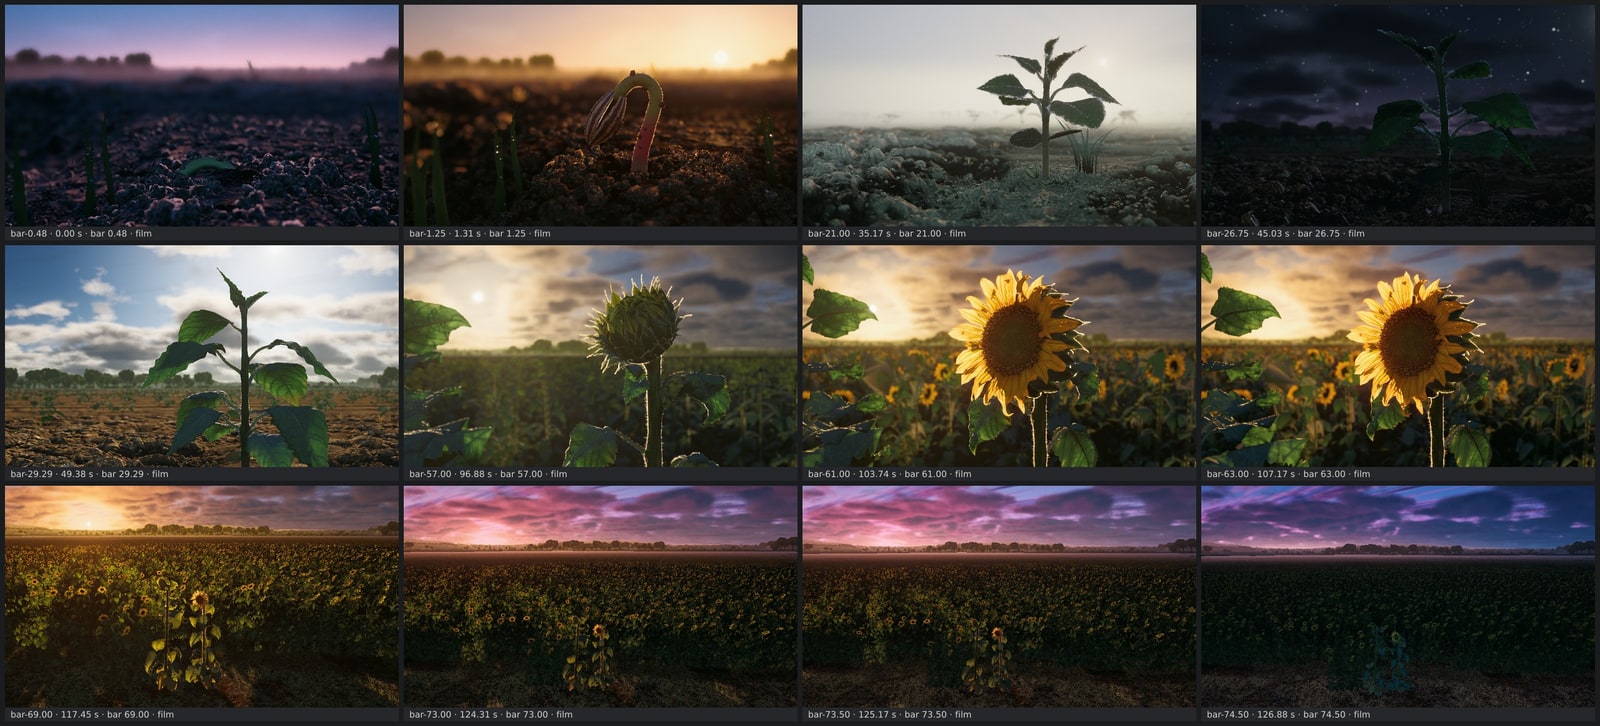 bar-0.48 · 0.00 s · bar 0.48 · film
bar-1.25 · 1.31 s · bar 1.25 · film
bar-21.00 · 35.17 s · bar 21.00 · film
bar-26.75 · 45.03 s · bar 26.75 · film
bar-29.29 · 49.38 s · bar 29.29 · film
bar-57.00 · 96.88 s · bar 57.00 · film
bar-61.00 · 103.74 s · bar 61.00 · film
bar-63.00 · 107.17 s · bar 63.00 · film
bar-69.00 · 117.45 s · bar 69.00 · film
bar-73.00 · 124.31 s · bar 73.00 · film
bar-73.50 · 125.17 s · bar 73.50 · film
bar-74.50 · 126.88 s · bar 74.50 · film